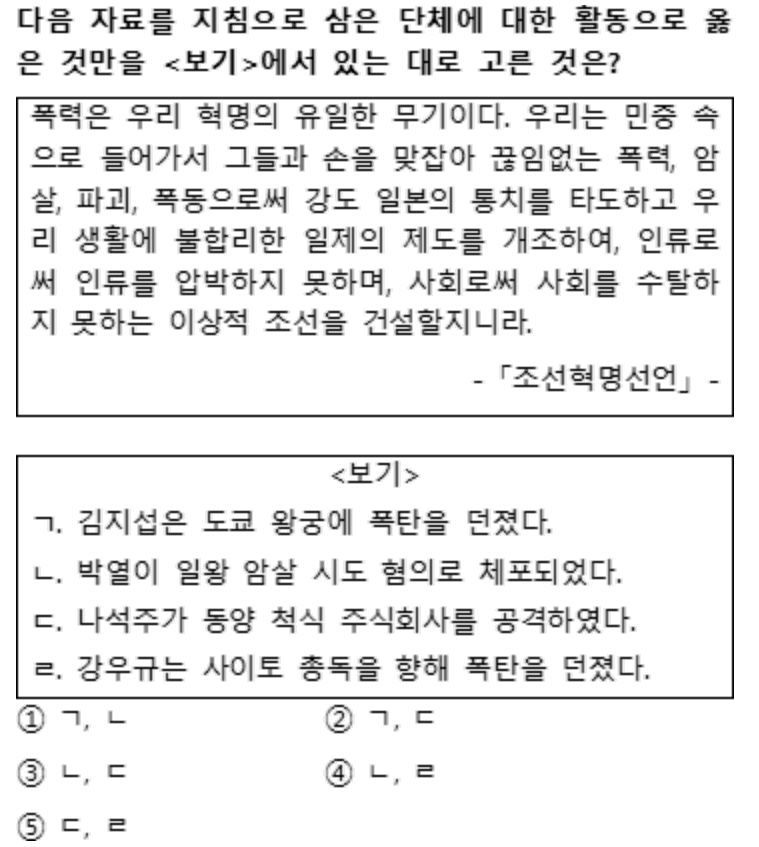 다음 자료를 지침으로 삼은 단체에 대한 활동으로 옳
은 것만을 <보기>에서 있는 대로 고른 것은?
폭력은 우리 혁명의 유일한 무기이다. 우리는 민중 속
으로 들어가서 그들과 손을 맞잡아 끊임없는 폭력, 암
살, 파괴, 폭동으로써 강도 일본의 통치를 타도하고 우
리 생활에 불합리한 일제의 제도를 개조하여, 인류로
써 인류를 압박하지 못하며, 사회로써 사회를 수탈하
지 못하는 이상적 조선을 건설할지니라.
-「조선혁명선언」-
<보기>
ㄱ. 김지섭은 도쿄 왕궁에 폭탄을 던졌다.
ㄴ. 박열이 일왕 암살 시도 혐의로 체포되었다.
ㄷ. 나석주가 동양 척식 주식회사를 공격하였다.
ㄹ. 강우규는 사이토 총독을 향해 폭탄을 던졌다.
① ㄱ, ㄴ ② ㄱ, ㄷ
③ ㄴ, ㄷ ④ ㄴ, ㄹ
⑤ ㄷ, ㄹ